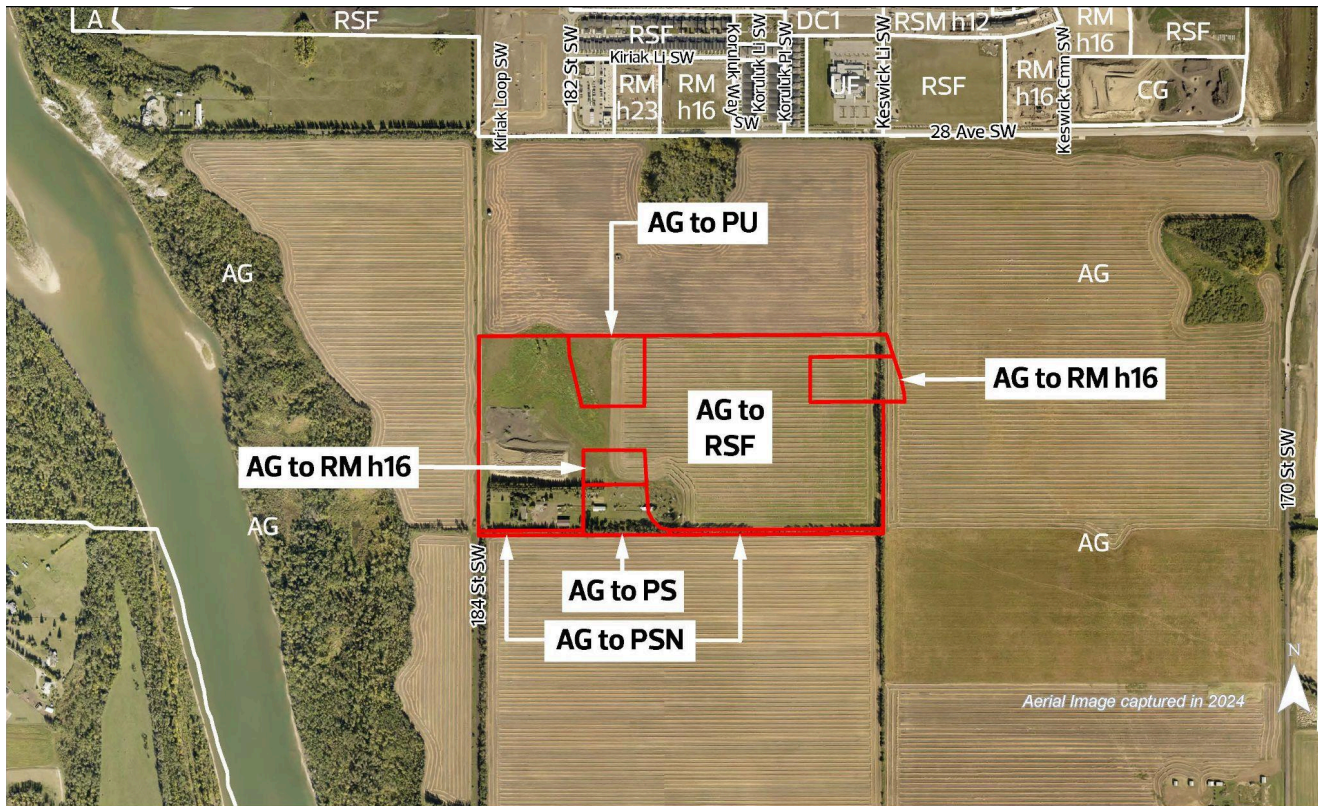 A
RSF
Kiriak Loop SW
182 St SW
RSF
Kiriak LI SW
RM
h23
RM
h16
Koruluk Way
SW
Koruluk LI SW
Koruluk Pl SW
DC1
UF
Keswick LI SW
RSM h12
RSF
RM
h16
Keswick Cmn SW
RM
h16
RSF
CG
28 Ave SW
AG to PU
AG
AG
AG to RM h16
AG to
RSF
AG to RM h16
170 St SW
AG
AG
184 St SW
AG to PS
AG to PSN
N
Aerial Image captured in 2024